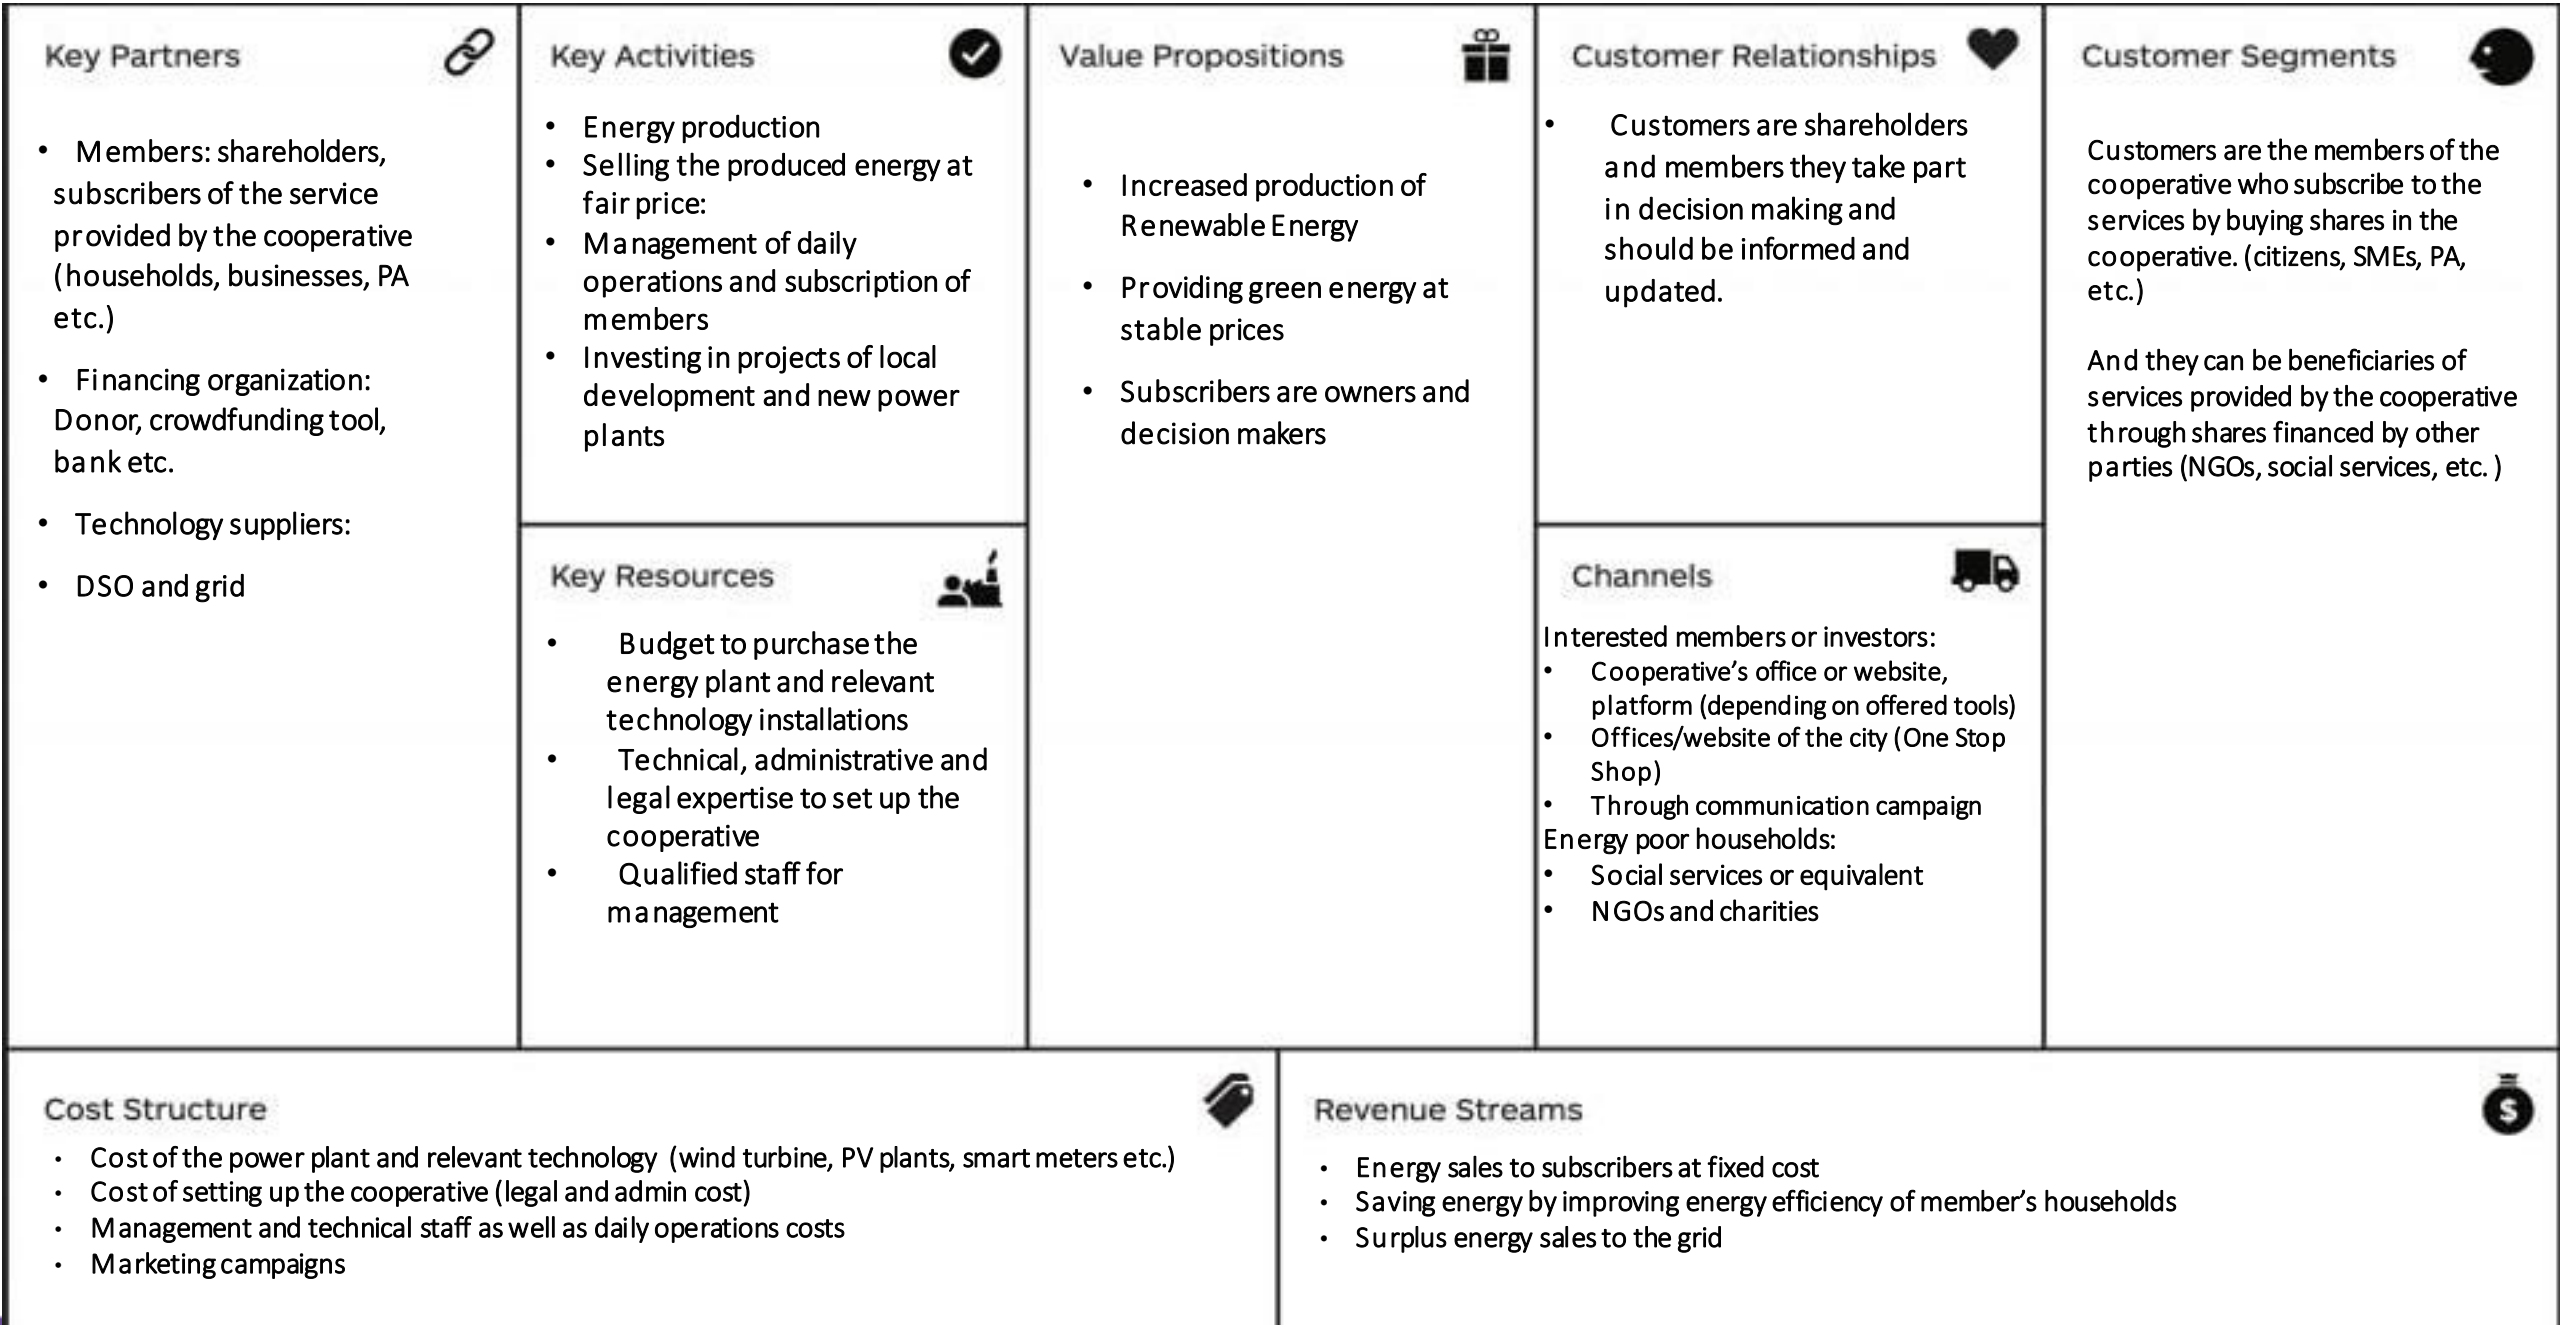 Key Partners
• Members: shareholders,
subscribers of the service
provided by the cooperative
(households, businesses, PA
etc.)
• Financing organization:
Donor, crowdfunding tool,
bank etc.
• Technology suppliers:
• DSO and grid
Key Activities
• Energy production
• Selling the produced energy at
fair price:
• Management of daily
operations and subscription of
members
• Investing in projects of local
development and new power
plants
Key Resources
• Budget to purchase the
energy plant and relevant
technology installations
• Technical, administrative and
legal expertise to set up the
cooperative
• Qualified staff for
management
Value Propositions
• Increased production of
Renewable Energy
• Providing green energy at
stable prices
• Subscribers are owners and
decision makers
Customer Relationships
• Customers are shareholders
and members they take part
in decision making and
should be informed and
updated.
Channels
Interested members or investors:
• Cooperative’s office or website,
platform (depending on offered tools)
• Offices/website of the city (One Stop
Shop)
• Through communication campaign
Energy poor households:
• Social services or equivalent
• NGOs and charities
Customer Segments
Customers are the members of the
cooperative who subscribe to the
services by buying shares in the
cooperative. (citizens, SMEs, PA,
etc.)
And they can be beneficiaries of
services provided by the cooperative
through shares financed by other
parties (NGOs, social services, etc. )
Cost Structure
• Cost of the power plant and relevant technology (wind turbine, PV plants, smart meters etc.)
• Cost of setting up the cooperative (legal and admin cost)
• Management and technical staff as well as daily operations costs
• Marketing campaigns
Revenue Streams
$
• Energy sales to subscribers at fixed cost
• Saving energy by improving energy efficiency of member’s households
• Surplus energy sales to the grid